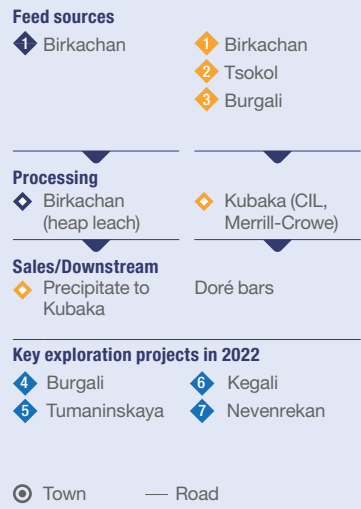 Feed sources
1 Birkachan
1 Birkachan
2 Tsokol
3 Burgali
Processing
Birkachan
(heap leach)
Kubaka (CIL,
Merrill-Crowe)
Sales/Downstream
Precipitate to
Kubaka
Doré bars
Key exploration projects in 2022
4 Burgali
5 Tumaninskaya
6 Kegali
7 Nevenrekan
Town
Road